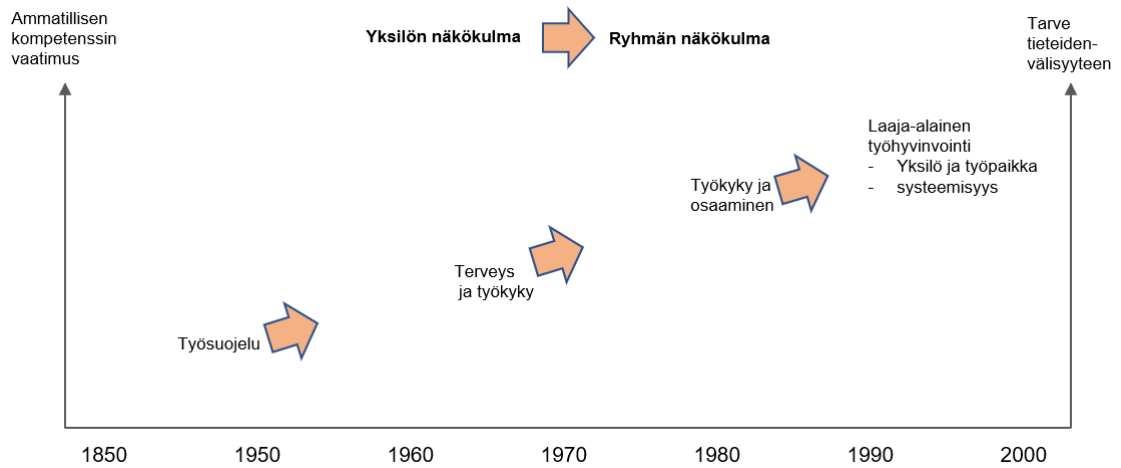 Ammatillisen
kompetenssin
vaatimus
Yksilön näkökulma
Ryhmän näkökulma
Tarve
tieteiden-
välisyyteen
Laaja-alainen
työhyvinvointi
- Yksilö ja työpaikka
- systeemisyys
Työkyky ja
osaaminen
Terveys
ja työkyky
Työsuojelu
1850 1950 1960 1970 1980 1990 2000